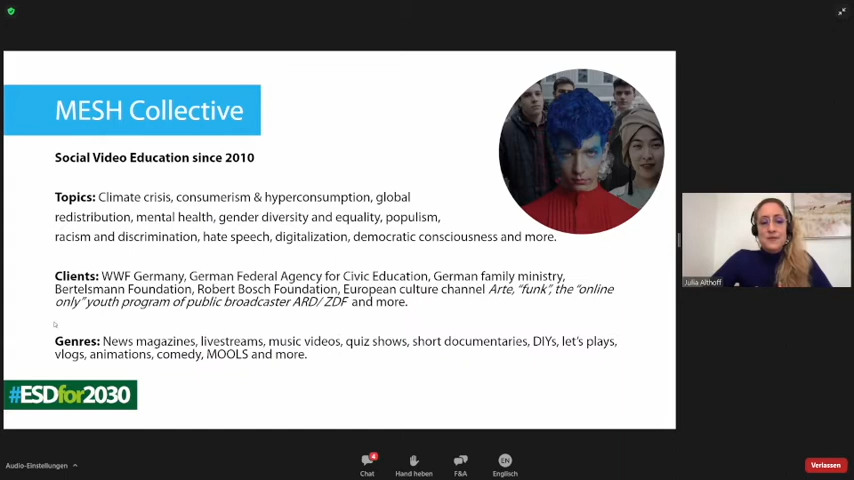 MESH Collective
Social Video Education since 2010
Topics: Climate crisis, consumerism & hyperconsumption, global
redistribution, mental health, gender diversity and equality, populism,
racism and discrimination, hate speech, digitalization, democratic consciousness and more.
Clients: WWF Germany, German Federal Agency for Civic Education, German family ministry,
Bertelsmann Foundation, Robert Bosch Foundation, European culture channel Arte, "funk", the "online
only" youth program of public broadcaster ARD/ ZDF and more.
Genres: News magazines, livestreams, music videos, quiz shows, short documentaries, DIYs, let's plays,
vlogs, animations, comedy, MOOLS and more.
#ESDfor2030
Julia Althoff
Audio-Einstellungen
4
Chat
Hand heben
F&A
EN
Englisch
Verlassen